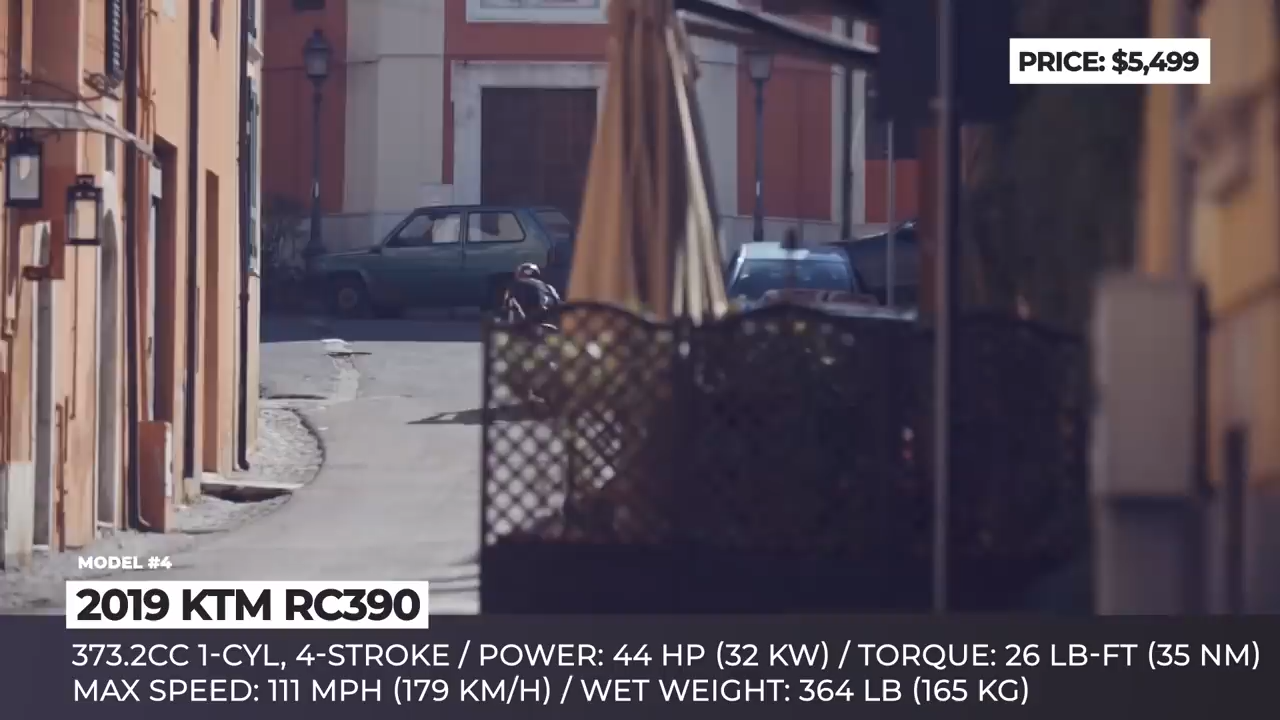 PRICE: $5,499
MODEL #4
2019 KTM RC390
373.2CC 1-CYL, 4-STROKE / POWER: 44 HP (32 KW) / TORQUE: 26 LB-FT (35 NM)
MAX SPEED: 111 MPH (179 KM/H) / WET WEIGHT: 364 LB (165 KG)